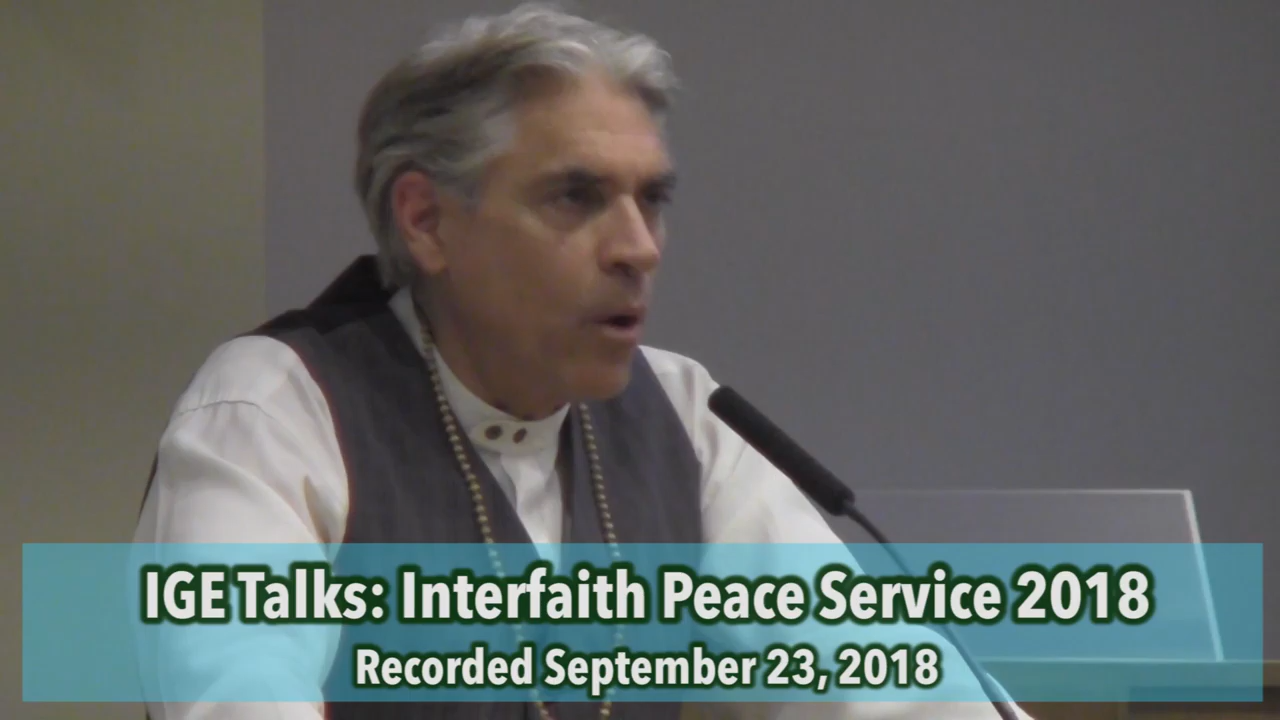 IGE Talks: Interfaith Peace Service 2018
Recorded September 23, 2018